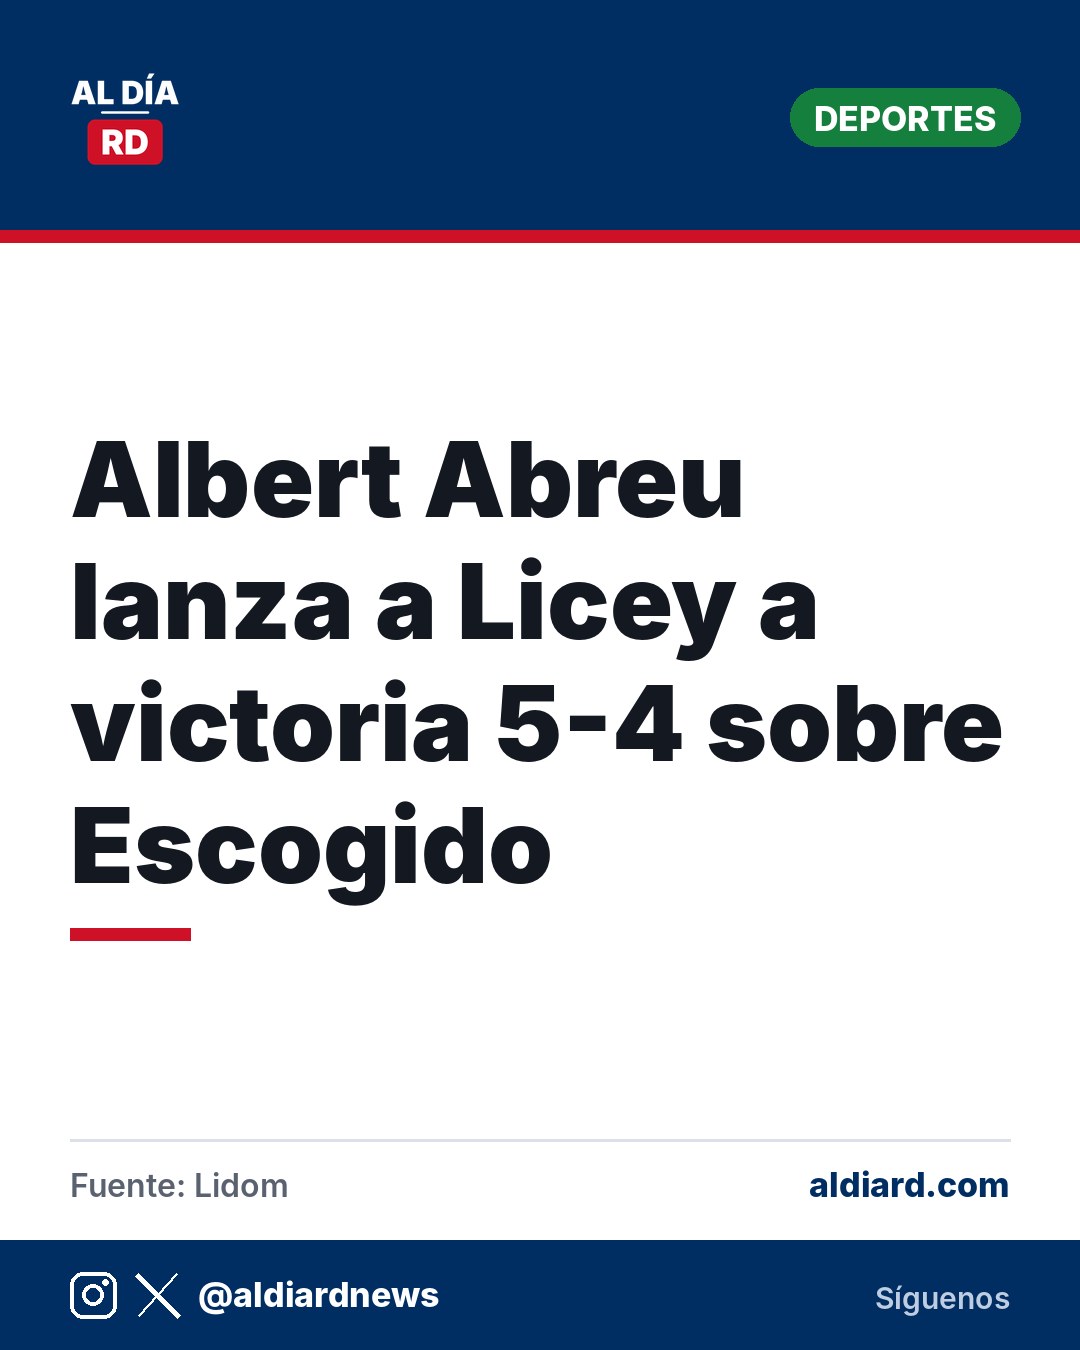 AL DÍA
RD
DEPORTES
Albert Abreu
lanza a Licey a
victoria 5-4 sobre
Escogido
Fuente: Lidom
aldiard.com
@aldiardnews
Síguenos